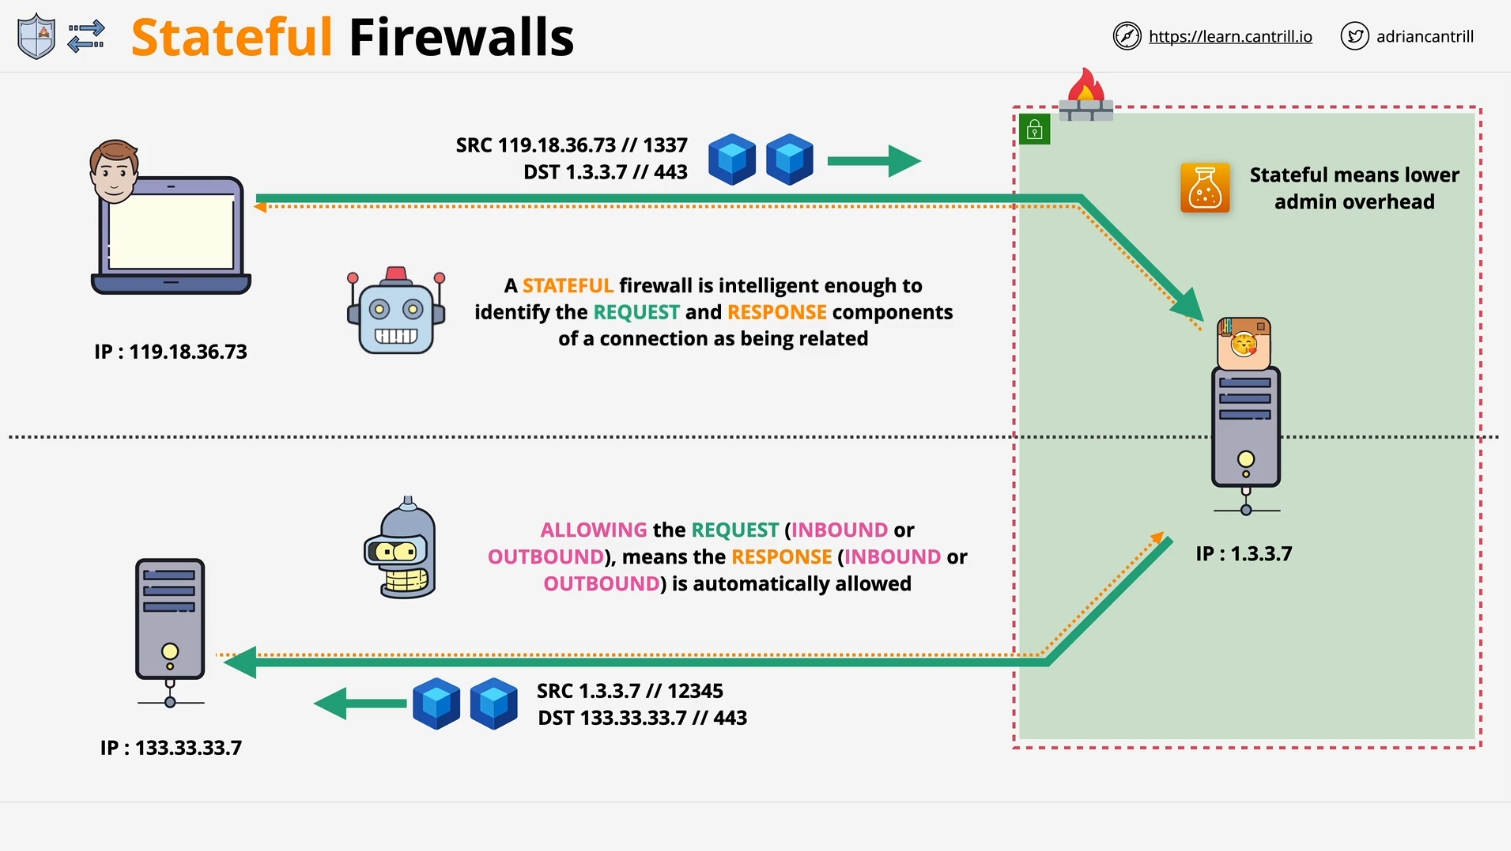 Stateful Firewalls
https://learn.cantrill.io
adriancantrill
SRC 119.18.36.73 // 1337
DST 1.3.3.7 // 443
Stateful means lower
admin overhead
A STATEFUL firewall is intelligent enough to
identify the REQUEST and RESPONSE components
of a connection as being related
IP : 119.18.36.73
ALLOWING the REQUEST (INBOUND or
OUTBOUND), means the RESPONSE (INBOUND or
OUTBOUND) is automatically allowed
IP : 1.3.3.7
SRC 1.3.3.7 // 12345
DST 133.33.33.7 // 443
IP : 133.33.33.7